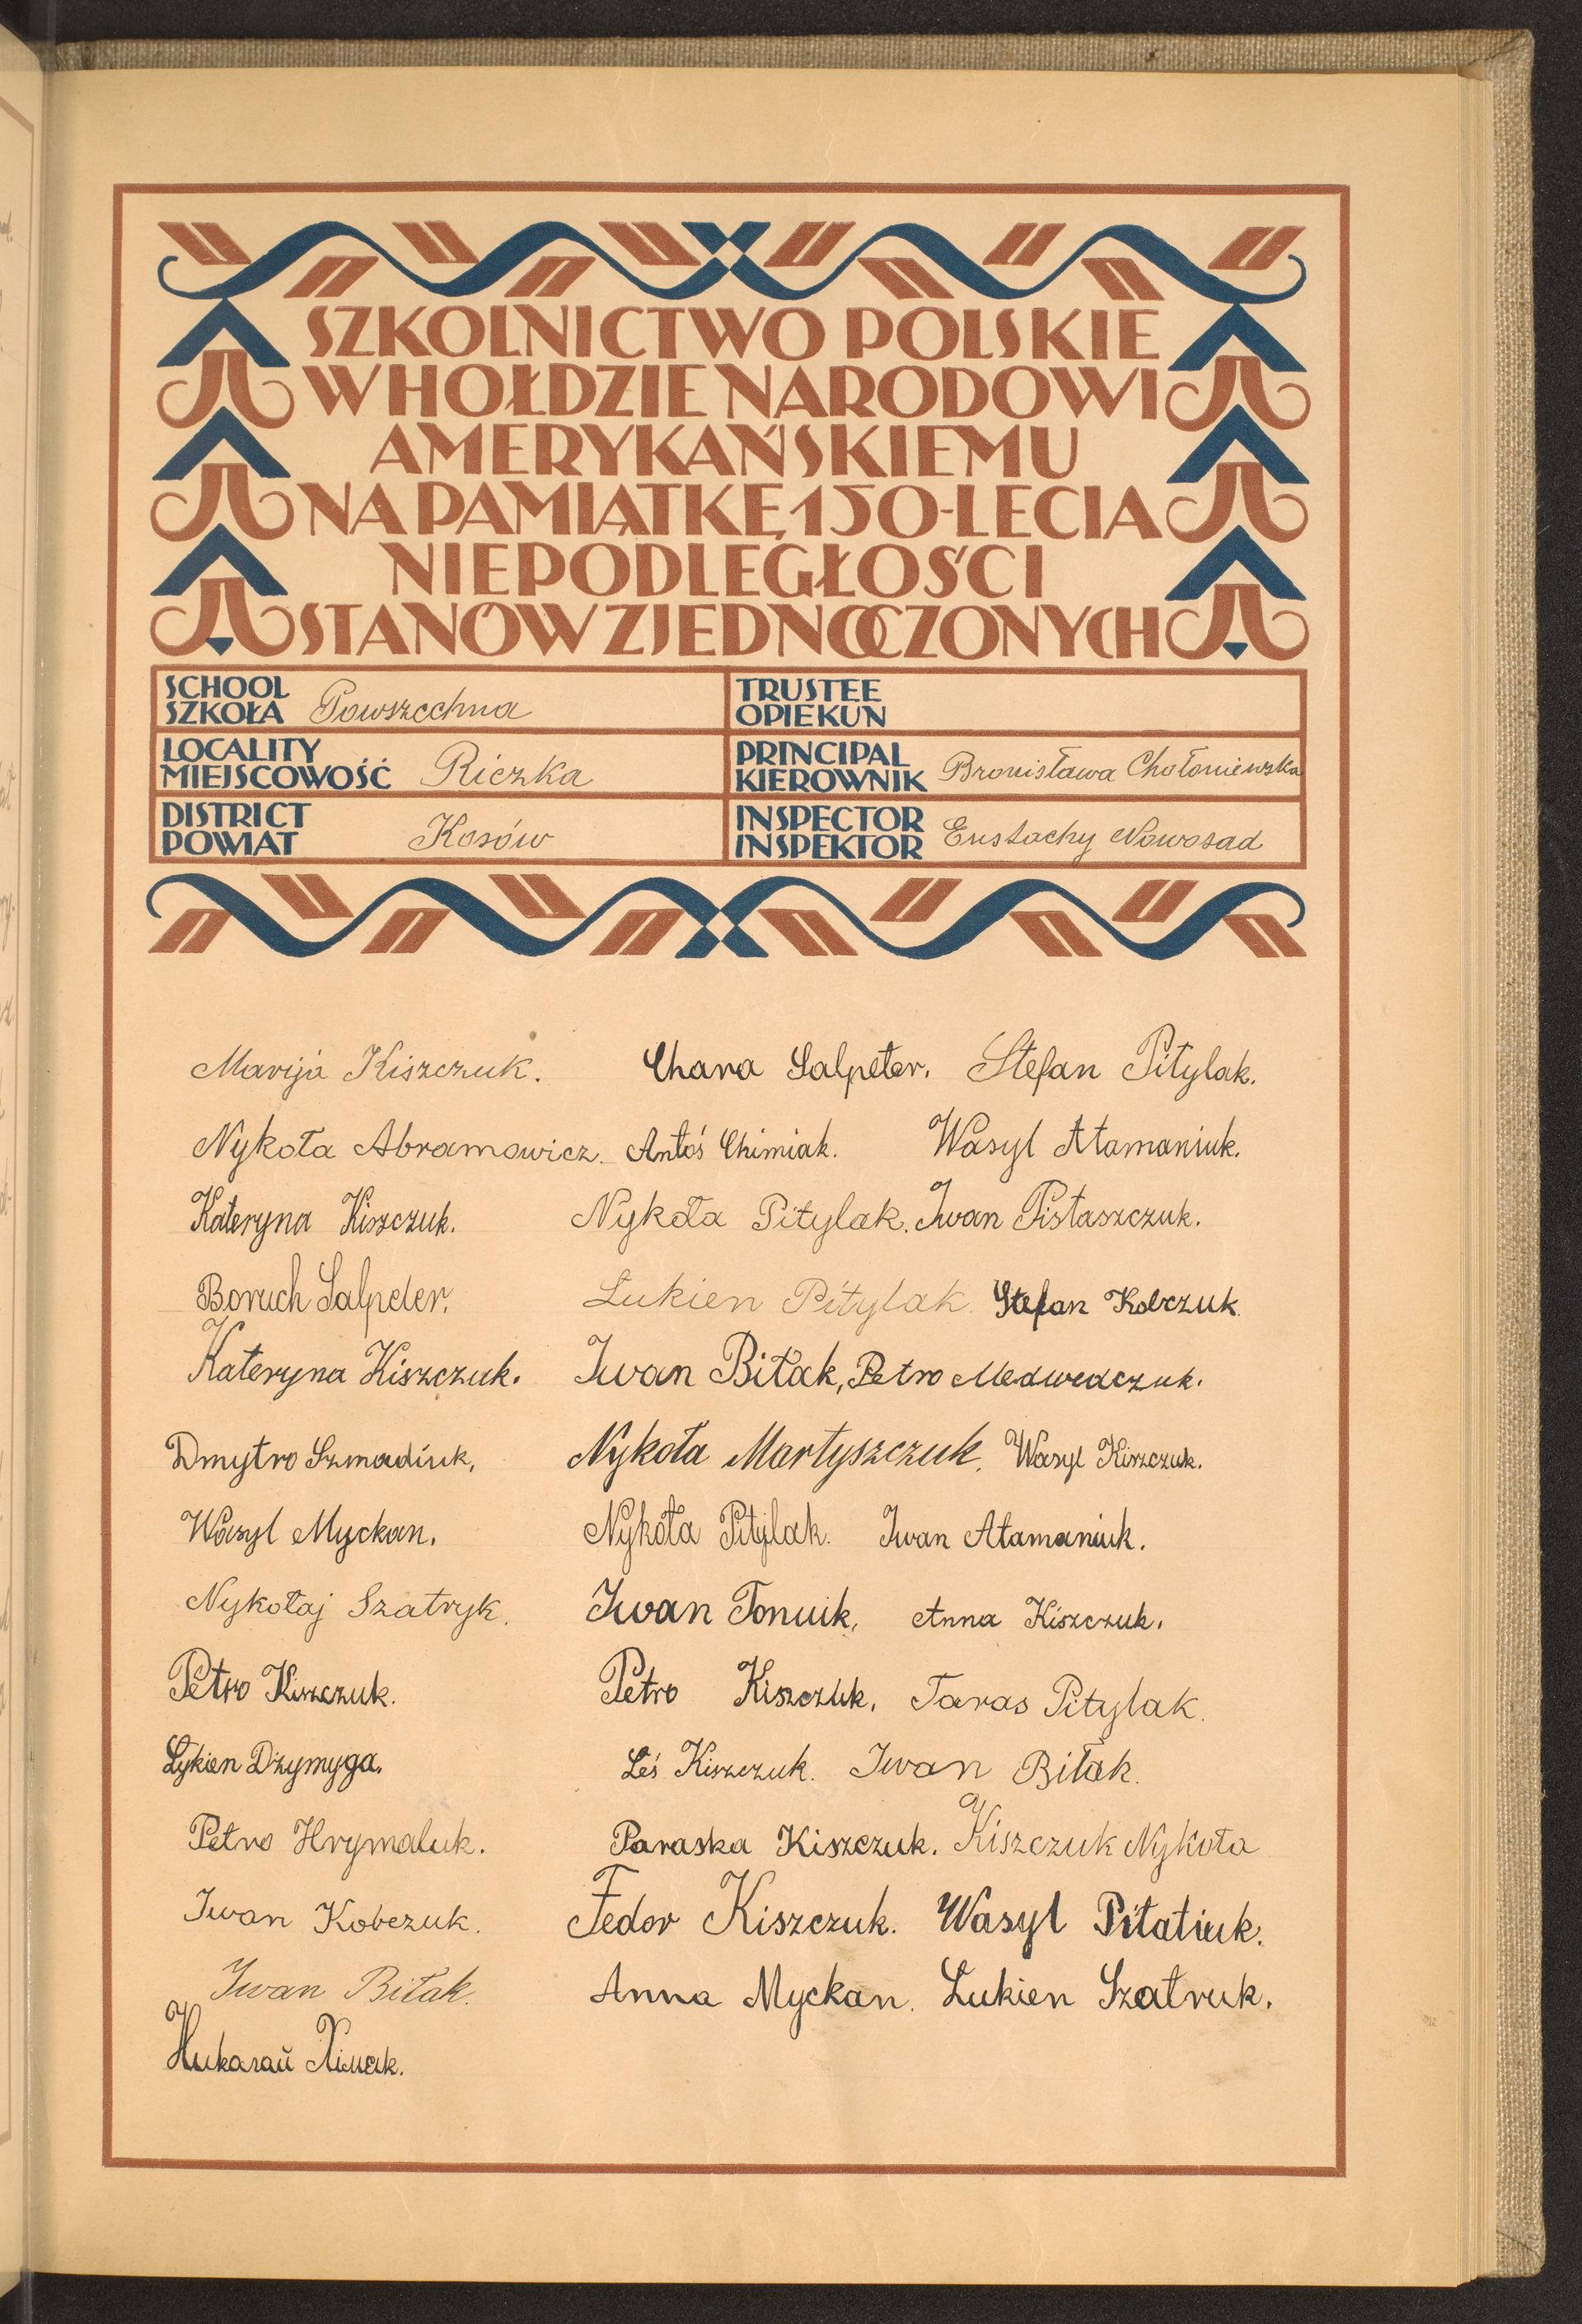 SZKOLNICTWO POLSKIE
W HOŁDZIE NARODOWI
AMERYKAŃSKIEMU
NA PAMIĄTKĘ 150-LECIA
NIEPODLEGŁOŚCI
STANÓW ZJEDNOCZONYCH
SCHOOL
SZKOŁA Powszechna
TRUSTEE
OPIEKUN
LOCALITY
MIEJSCOWOŚĆ Riczka
PRINCIPAL
KIEROWNIK Bronisława Chołoniewska
DISTRICT
POWIAT Kosów
INSPECTOR
INSPEKTOR Eustachy Nowosad
Marija Kiszczuk. Chana Salpeter. Stefan Pitylak.
Nykoła Abramowicz. Antoś Chimiak. Wasyl Atamaniuk.
Kateryna Kiszczuk. Nykoła Pitylak. Iwan Pistaszczuk.
Boruch Salpeter. Łukien Pitylak. Stefan Kobczuk.
Kateryna Kiszczuk. Iwan Biłak, Petro Medwedczuk.
Dmytro Szmadiuk, Nykoła Martyszczuk. Wasyl Kiszczuk.
Wasyl Myckan. Nykoła Pitylak. Iwan Atamaniuk.
Nykołaj Szatryk. Iwan Anna Kiszczuk.
Petro Kiszczuk. Petro Kiszczuk. Taras Pitylak.
Łykien Dżymyga. Łeś Kiszczuk. Iwan Biłak.
Petro Hrymaluk. Paraska Kiszczuk. Kiszczuk Nykoła
Iwan Kobczuk. Fedor Kiszczuk. Wasyl Pitatiuk.
Iwan Biłak. Anna Myckan. Łukien Szatruk.